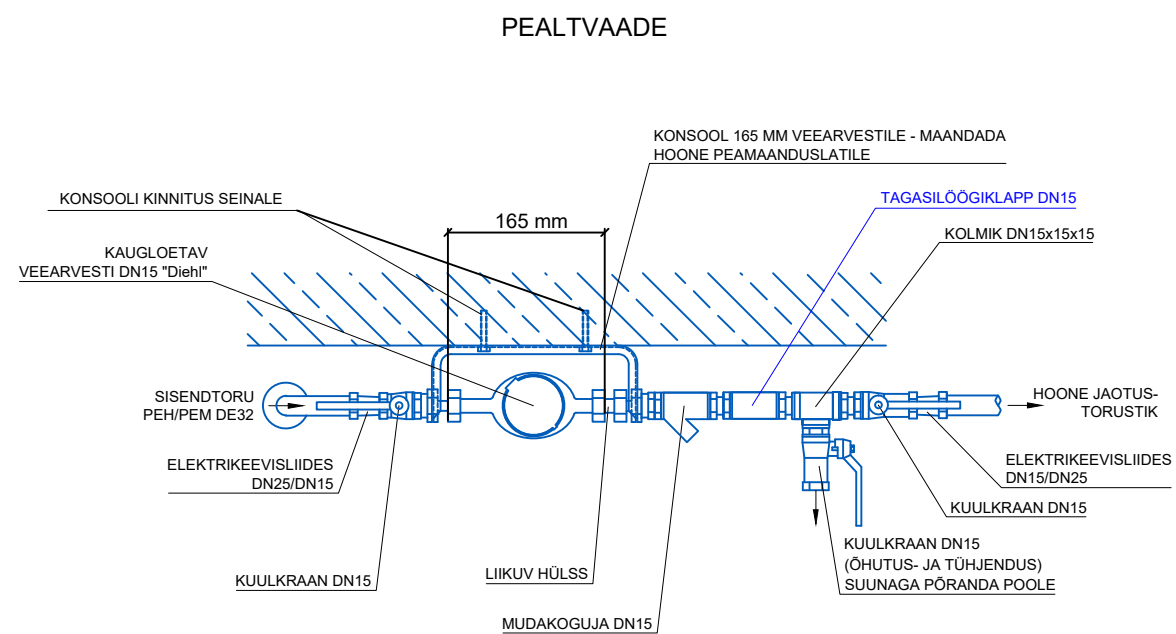 PEALTVAADE
KONSOOL 165 MM VEEARVESTILE - MAANDADA
HOONE PEAMAANDUSLATILE
KONSOOLI KINNITUS SEINALE
TAGASILÖÖGIKLAPP DN15
165 mm
KOLMIK DN15x15x15
KAUGLOETAV
VEEARVESTI DN15 "Diehl"
SISENDTORU
PEH/PEM DE32
HOONE JAOTUS-
TORUSTIK
ELEKTRIKEEVISLIIDES
DN25/DN15
ELEKTRIKEEVISLIIDES
DN15/DN25
KUULKRAAN DN15
KUULKRAAN DN15
(ÕHUTUS- JA TÜHJENDUS)
SUUNAGA PÕRANDA POOLE
LIIKUV HÜLSS
KUULKRAAN DN15
MUDAKOGUJA DN15